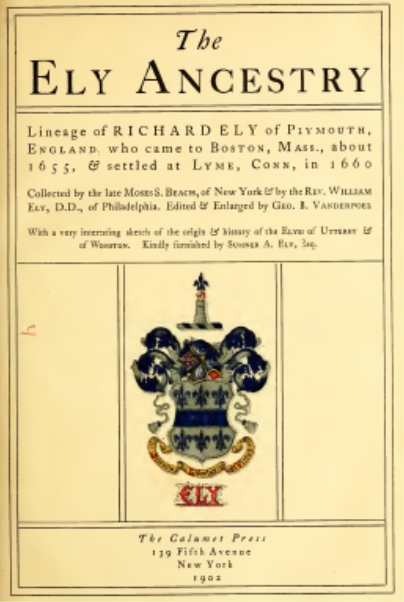 The
ELY ANCESTRY
Lineage of RICHARD ELY of PLYMOUTH,
ENGLAND, who came to BOSTON, MASS., about
1655, & settled at LYME, CONN, in 1660
Collected by the late MOSES S. BEACH, of New York & by the REV. WILLIAM
ELY, D.D., of Philadelphia. Edited & Enlarged by GEO. B. VANDERPOEL
With a very interesting sketch of the origin & history of the ELYS of UTTERBY &
of WONSTON. Kindly furnished by SUMNER A. ELY, Esq.
ELY
The Calumet Press
139 Fifth Avenue
New York
1902